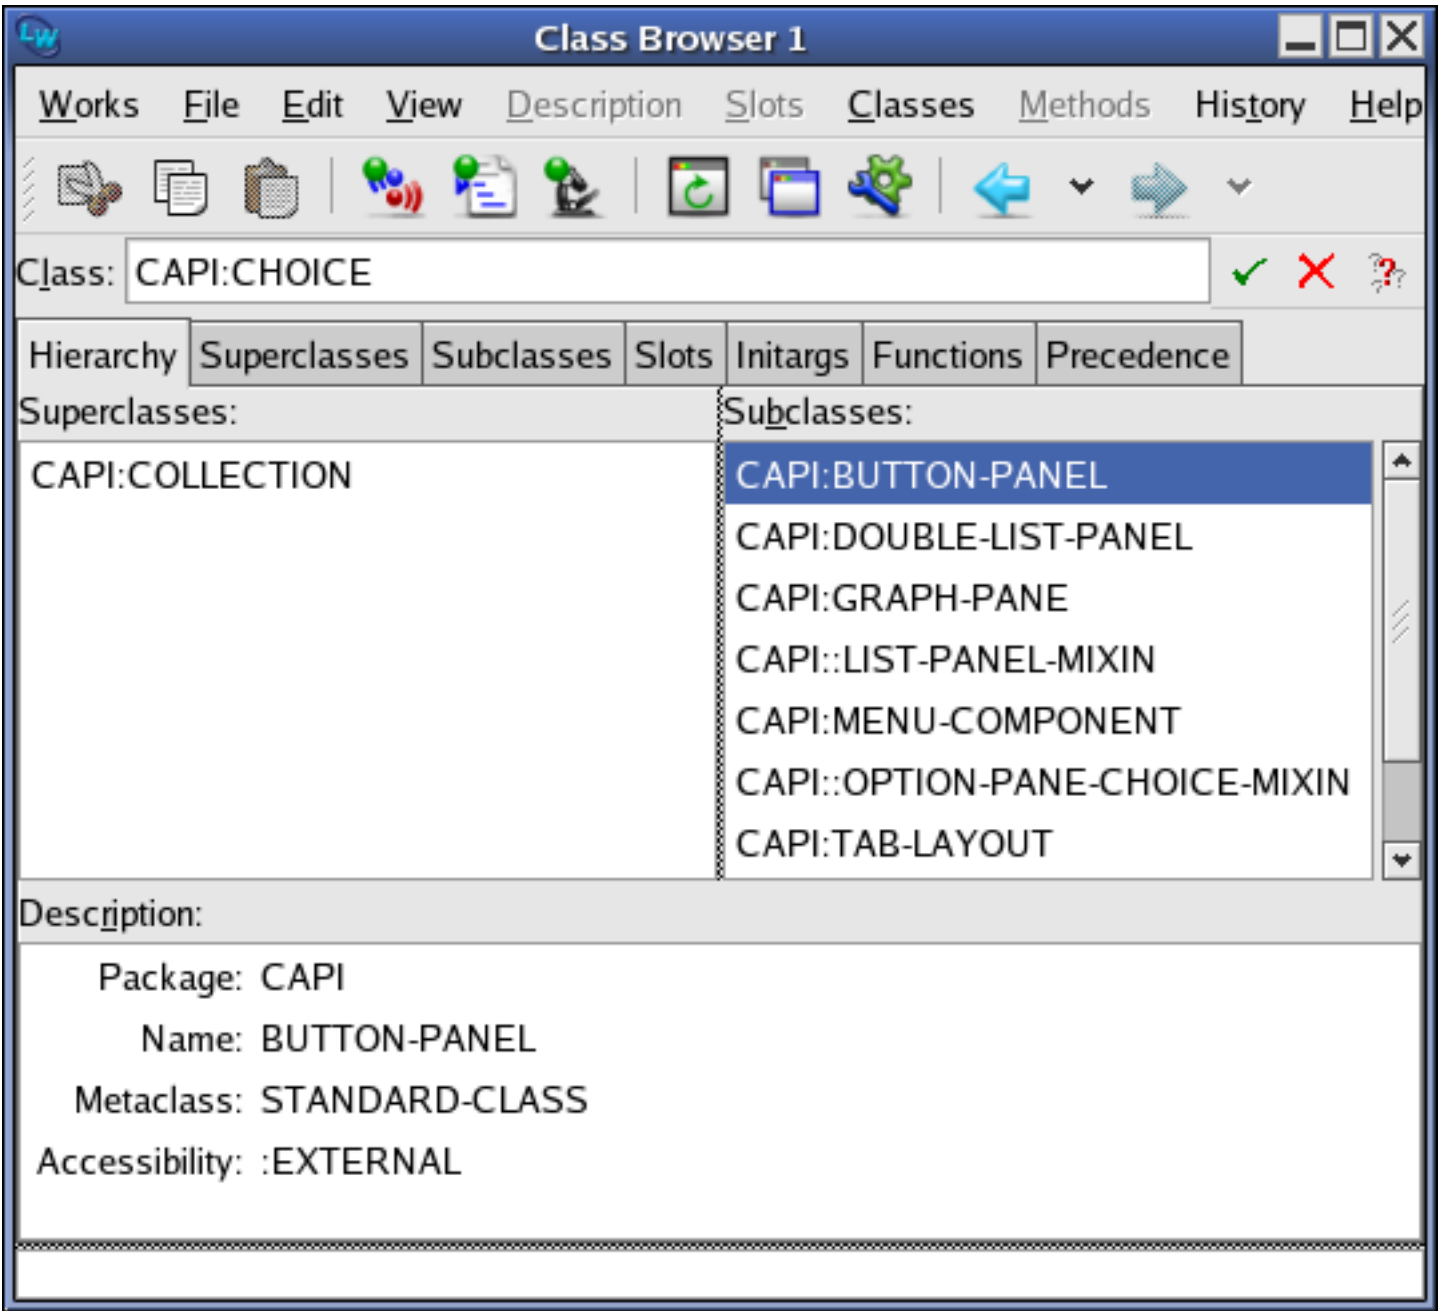 LW
Class Browser 1
Works File Edit View Description Slots Classes Methods History Help
Class: CAPI:CHOICE
Hierarchy Superclasses Subclasses Slots Initargs Functions Precedence
Superclasses:
CAPI:COLLECTION
Subclasses:
CAPI:BUTTON-PANEL
CAPI:DOUBLE-LIST-PANEL
CAPI:GRAPH-PANE
CAPI::LIST-PANEL-MIXIN
CAPI:MENU-COMPONENT
CAPI::OPTION-PANE-CHOICE-MIXIN
CAPI:TAB-LAYOUT
Description:
Package: CAPI
Name: BUTTON-PANEL
Metaclass: STANDARD-CLASS
Accessibility: :EXTERNAL